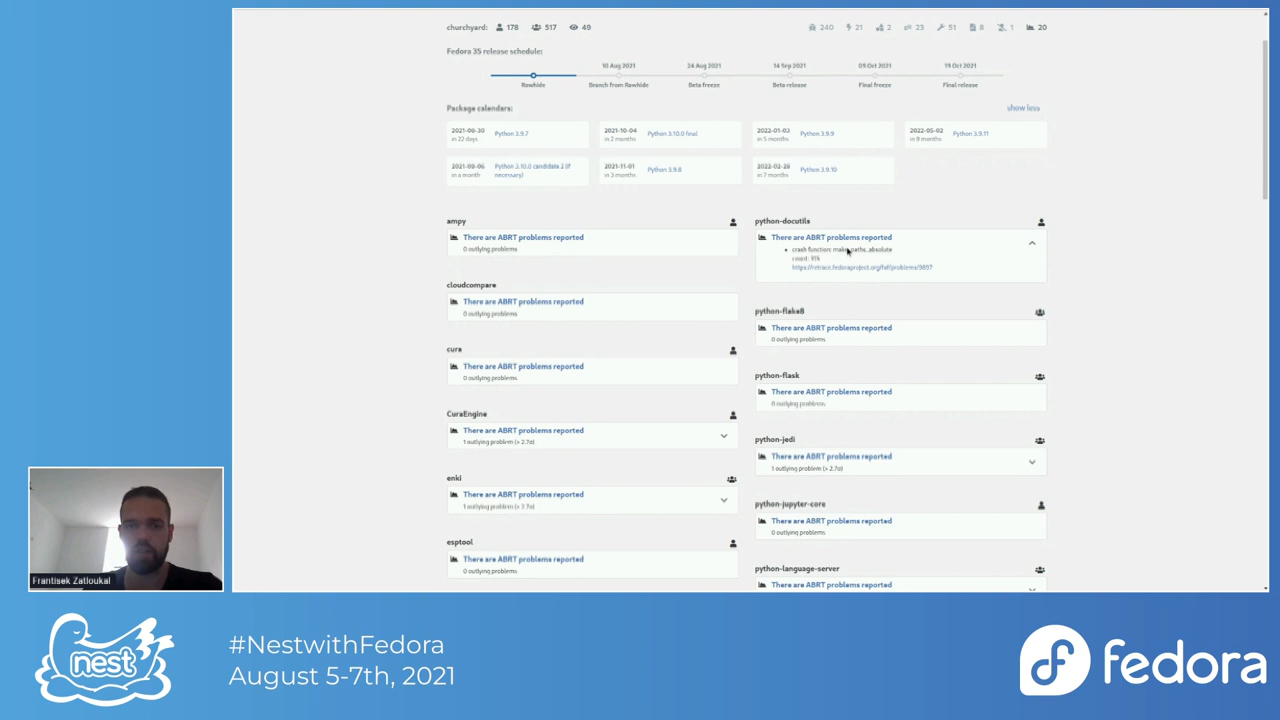 churchyard: 178 517 49 240 21 2 23 51 8 1 20
Fedora 35 release schedule:
10 Aug 2021 24 Aug 2021 14 Sep 2021 05 Oct 2021 19 Oct 2021
Rawhide Branch from Rawhide Beta freeze Beta release Final freeze Final release
Package calendars: show less
2021-08-30 Python 3.9.7
in 22 days
2021-10-04 Python 3.10.0 final
in 2 months
2022-01-03 Python 3.9.9
in 5 months
2022-05-02 Python 3.9.11
in 9 months
2021-09-06 Python 3.10.0 candidate 2 (if
in a month necessary)
2021-11-01 Python 3.9.8
in 3 months
2022-02-28 Python 3.9.10
in 7 months
ampy
There are ABRT problems reported
0 outlying problems
cloudcompare
There are ABRT problems reported
0 outlying problems
cura
There are ABRT problems reported
0 outlying problems
CuraEngine
There are ABRT problems reported
1 outlying problem (> 2.7σ)
enki
There are ABRT problems reported
1 outlying problem (> 3.7σ)
esptool
There are ABRT problems reported
0 outlying problems
python-docutils
There are ABRT problems reported
crash function: make_paths_absolute
count:
https://retrace.fedoraproject.org/faf/problems/9897
python-flake8
There are ABRT problems reported
0 outlying problems
python-flask
There are ABRT problems reported
0 outlying problems
python-jedi
There are ABRT problems reported
1 outlying problem (> 2.7σ)
python-jupyter-core
There are ABRT problems reported
0 outlying problems
python-language-server
There are ABRT problems reported
Frantisek Zatloukal
nest
#NestwithFedora
August 5-7th, 2021
fedora